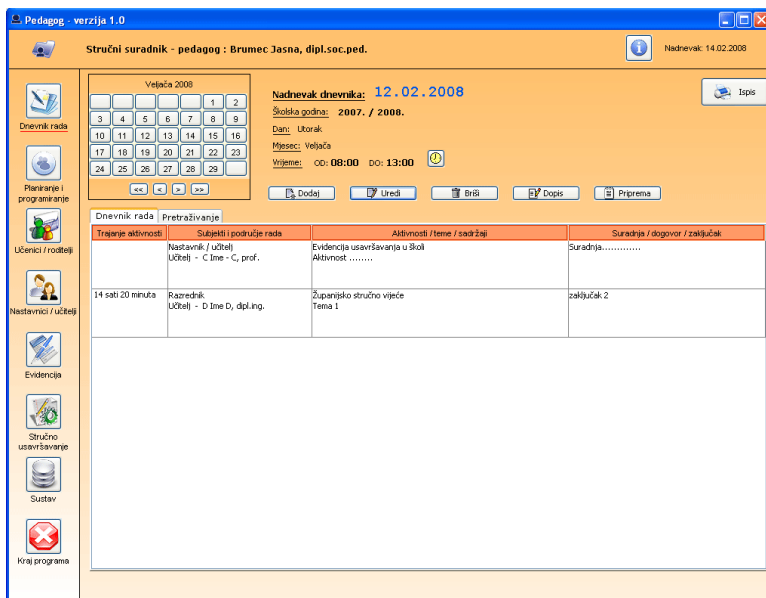 Pedagog - verzija 1.0
Stručni suradnik - pedagog : Brumec Jasna, dipl.soc.ped.
Nadnevak: 14.02.2008
Dnevnik rada
Planiranje i
programiranje
Učenici / roditelji
Nastavnici / učitelji
Evidencija
Stručno
usavršavanje
Sustav
Kraj programa
Veljača 2008
1 2
3 4 5 6 7 8 9
10 11 12 13 14 15 16
17 18 19 20 21 22 23
24 25 26 27 28 29
<< < > >>
Nadnevak dnevnika: 12.02.2008
Školska godina: 2007. / 2008.
Dan: Utorak
Mjesec: Veljača
Vrijeme: OD: 08:00 DO: 13:00
Ispis
Dodaj Uredi Briši Dopis Priprema
Dnevnik rada Pretraživanje
Trajanje aktivnosti Subjekti i područje rada Aktivnosti / teme / sadržaji Suradnja / dogovor / zaključak
Nastavnik / učitelj Evidencija usavršavanja u školi Suradnja.............
Učitelj - C Ime - C, prof. Aktivnost ........
14 sati 20 minuta Razrednik Županijsko stručno vijeće zaključak 2
Učitelj - D Ime D, dipl.ing. Tema 1